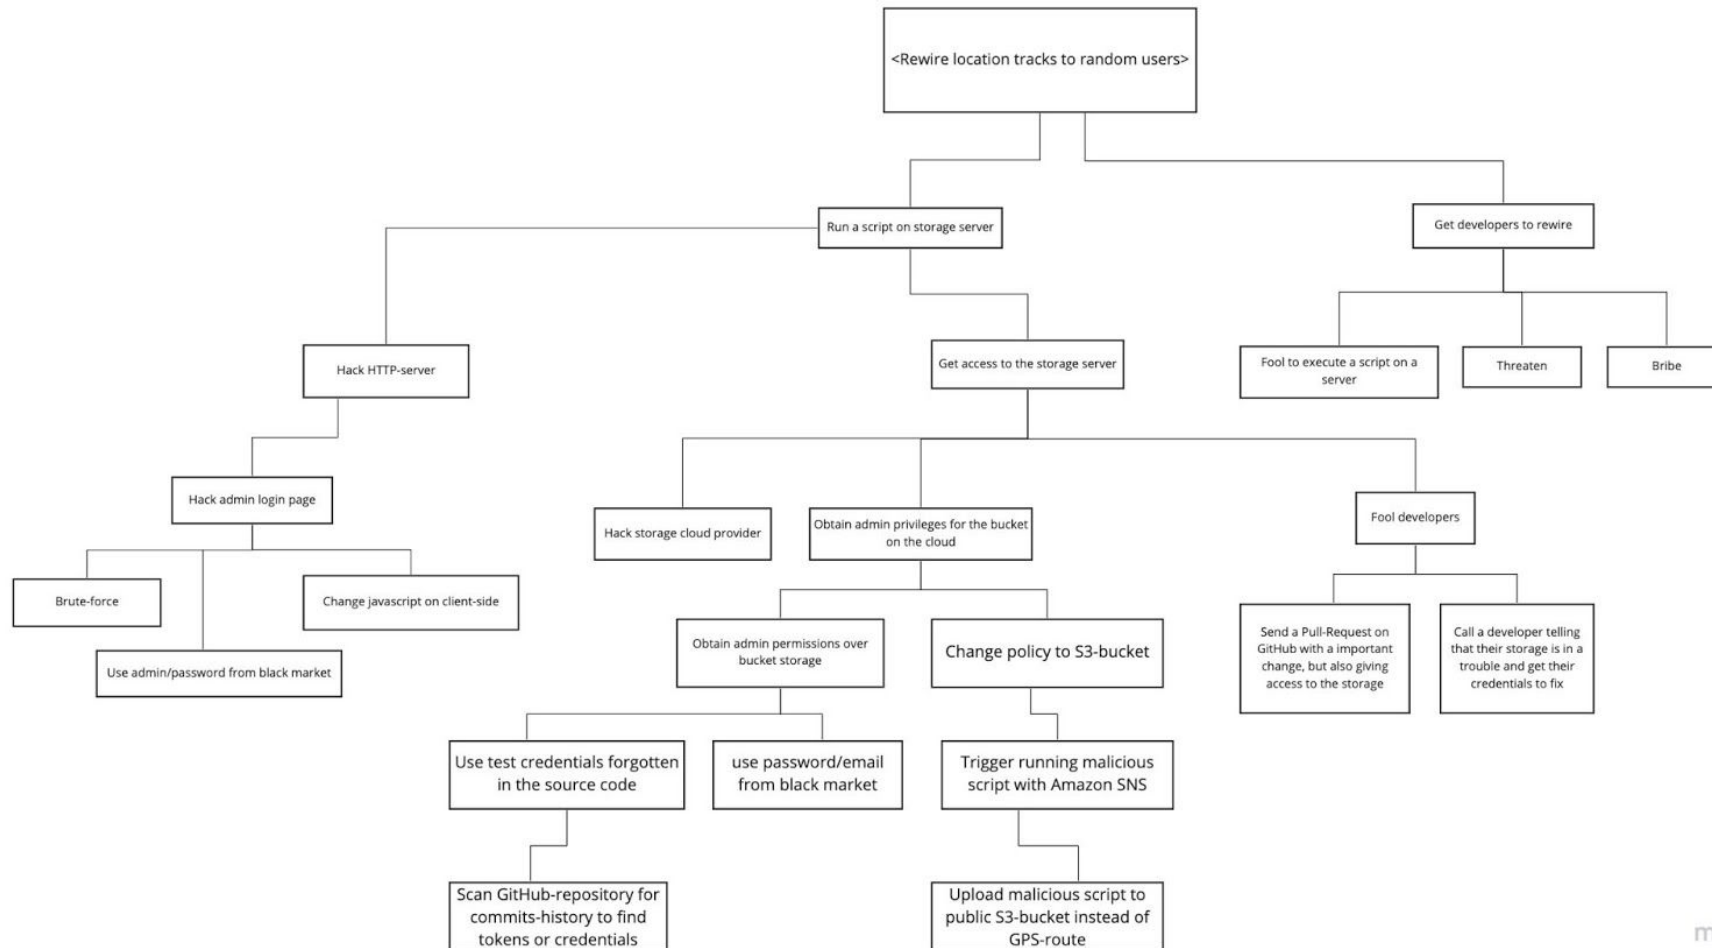 <Rewire location tracks to random users>
Run a script on storage server
Get developers to rewire
Hack HTTP-server
Get access to the storage server
Fool to execute a script on a
server
Threaten
Bribe
Hack admin login page
Hack storage cloud provider
Obtain admin privileges for the bucket
on the cloud
Fool developers
Brute-force
Change javascript on client-side
Use admin/password from black market
Obtain admin permissions over
bucket storage
Change policy to S3-bucket
Send a Pull-Request on
GitHub with a important
change, but also giving
access to the storage
Call a developer telling
that their storage is in a
trouble and get their
credentials to fix
Use test credentials forgotten
in the source code
use password/email
from black market
Trigger running malicious
script with Amazon SNS
Scan GitHub-repository for
commits-history to find
tokens or credentials
Upload malicious script to
public S3-bucket instead of
GPS-route